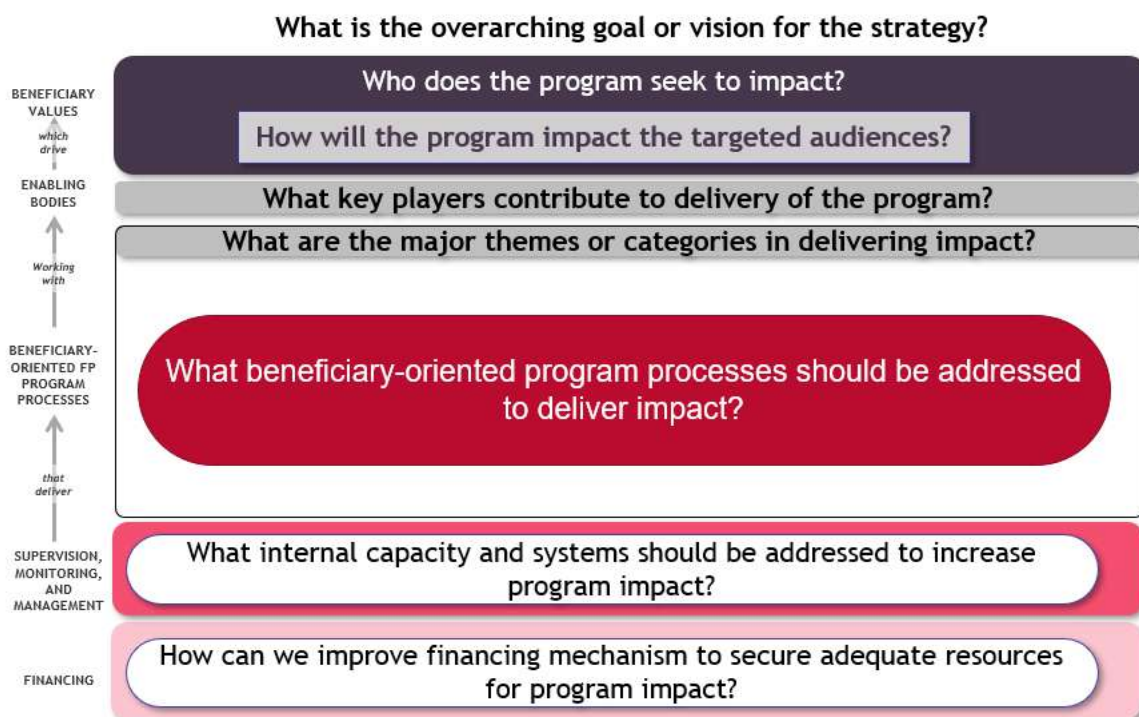 What is the overarching goal or vision for the strategy?
BENEFICIARY
VALUES
which
drive
ENABLING
BODIES
Working
with
BENEFICIARY-
ORIENTED FP
PROGRAM
PROCESSES
that
deliver
SUPERVISION,
MONITORING,
AND
MANAGEMENT
FINANCING
Who does the program seek to impact?
How will the program impact the targeted audiences?
What key players contribute to delivery of the program?
What are the major themes or categories in delivering impact?
What beneficiary-oriented program processes should be addressed
to deliver impact?
What internal capacity and systems should be addressed to increase
program impact?
How can we improve financing mechanism to secure adequate resources
for program impact?